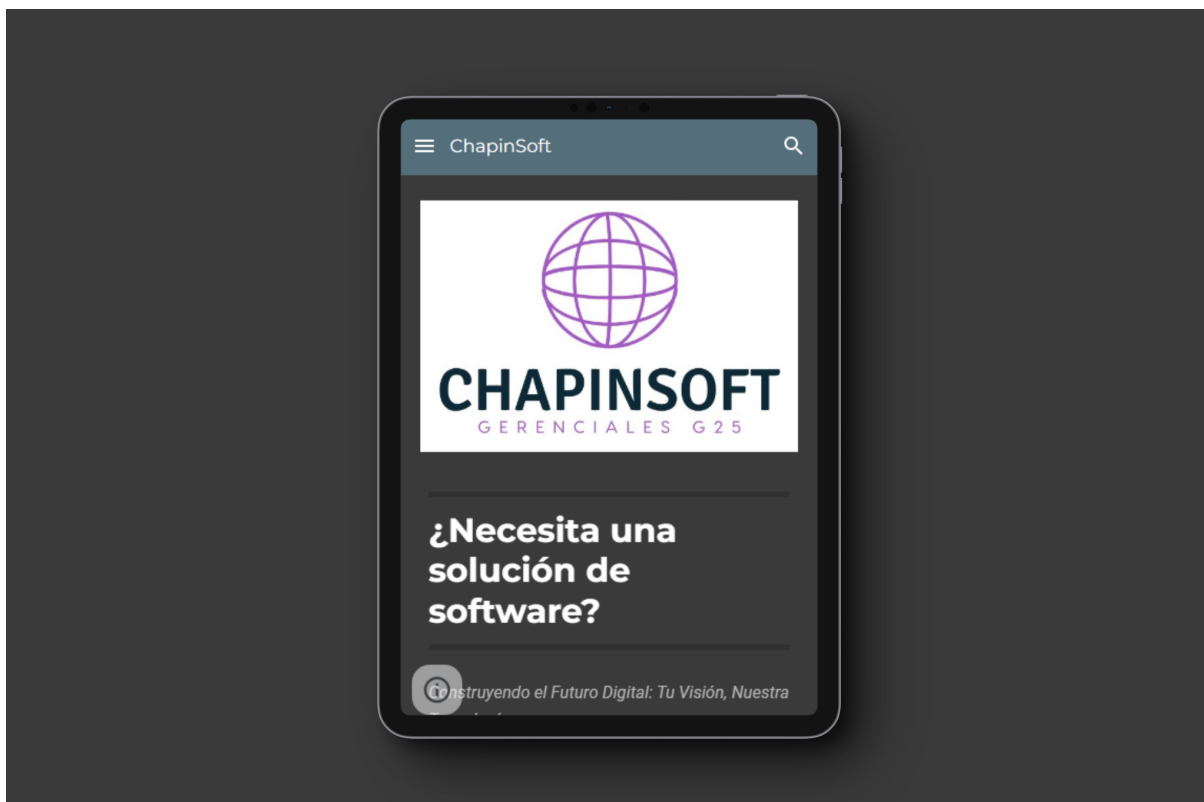 ChapinSoft
CHAPINSOFT
GERENCIALES G25
¿Necesita una
solución de
software?
Construyendo el Futuro Digital: Tu Visión, Nuestra